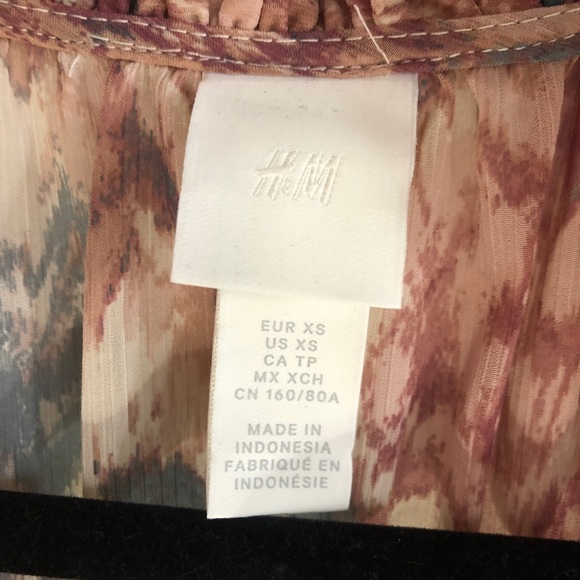 H&M
EUR XS
US XS
CA TP
MX XCH
CN 160/80A
MADE IN
INDONESIA
FABRIQUÉ EN
INDONÉSIE